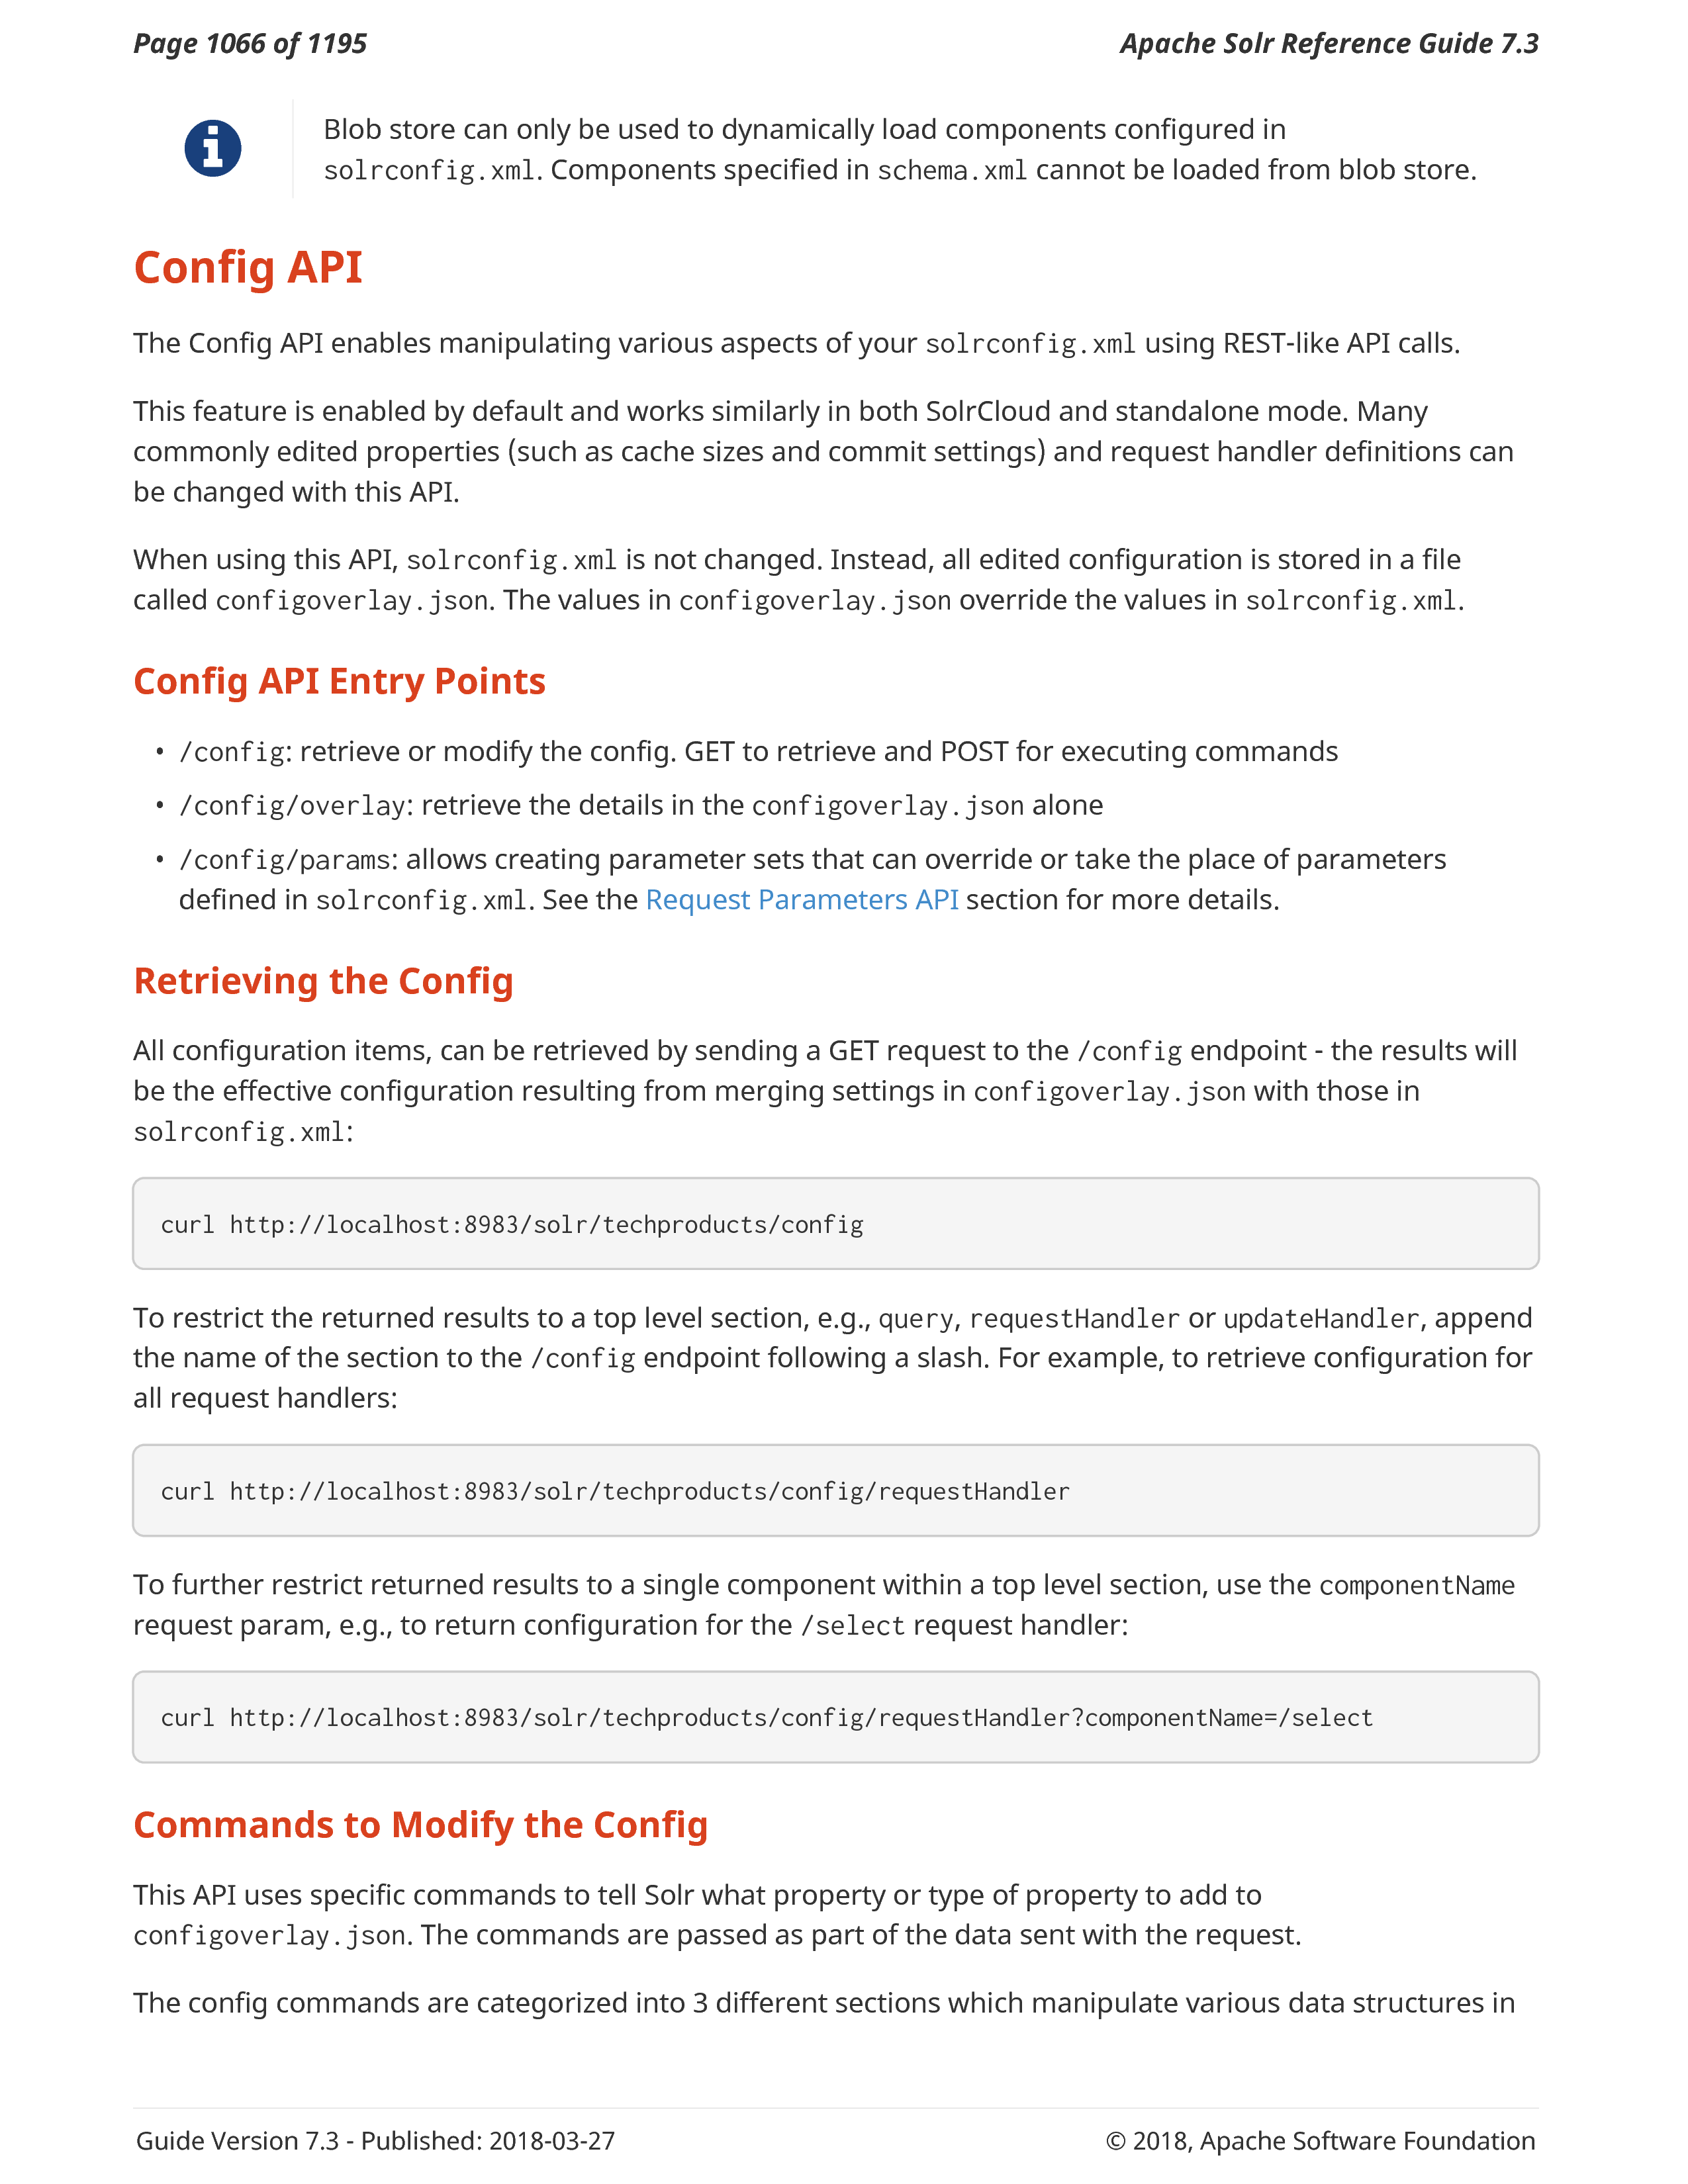 Page 1066 of 1195
Apache Solr Reference Guide 7.3
Blob store can only be used to dynamically load components configured in
solrconfig.xml. Components specified in schema.xml cannot be loaded from blob store.
Config API
The Config API enables manipulating various aspects of your solrconfig.xml using REST-like API calls.
This feature is enabled by default and works similarly in both SolrCloud and standalone mode. Many
commonly edited properties (such as cache sizes and commit settings) and request handler definitions can
be changed with this API.
When using this API, solrconfig.xml is not changed. Instead, all edited configuration is stored in a file
called configoverlay.json. The values in configoverlay.json override the values in solrconfig.xml.
Config API Entry Points
• /config: retrieve or modify the config. GET to retrieve and POST for executing commands
• /config/overlay: retrieve the details in the configoverlay.json alone
• /config/params: allows creating parameter sets that can override or take the place of parameters
defined in solrconfig.xml. See the Request Parameters API section for more details.
Retrieving the Config
All configuration items, can be retrieved by sending a GET request to the /config endpoint - the results will
be the effective configuration resulting from merging settings in configoverlay.json with those in
solrconfig.xml:
curl http://localhost:8983/solr/techproducts/config
To restrict the returned results to a top level section, e.g., query, requestHandler or updateHandler, append
the name of the section to the /config endpoint following a slash. For example, to retrieve configuration for
all request handlers:
curl http://localhost:8983/solr/techproducts/config/requestHandler
To further restrict returned results to a single component within a top level section, use the componentName
request param, e.g., to return configuration for the /select request handler:
curl http://localhost:8983/solr/techproducts/config/requestHandler?componentName=/select
Commands to Modify the Config
This API uses specific commands to tell Solr what property or type of property to add to
configoverlay.json. The commands are passed as part of the data sent with the request.
The config commands are categorized into 3 different sections which manipulate various data structures in
Guide Version 7.3 - Published: 2018-03-27
© 2018, Apache Software Foundation